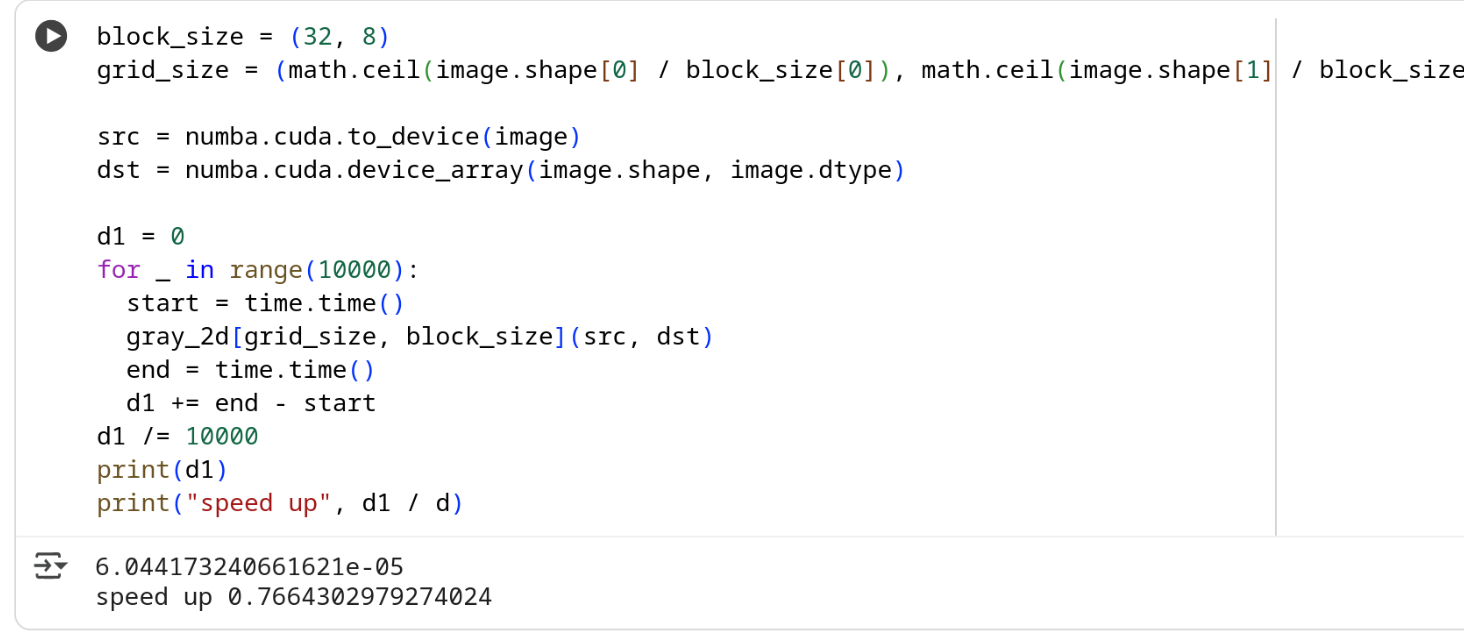 block_size = (32, 8)
grid_size = (math.ceil(image.shape[0] / block_size[0]), math.ceil(image.shape[1] / block_size
src = numba.cuda.to_device(image)
dst = numba.cuda.device_array(image.shape, image.dtype)
d1 = 0
for _ in range(10000):
  start = time.time()
  gray_2d[grid_size, block_size](src, dst)
  end = time.time()
  d1 += end - start
d1 /= 10000
print(d1)
print("speed up", d1 / d)
6.044173240661621e-05
speed up 0.7664302979274024